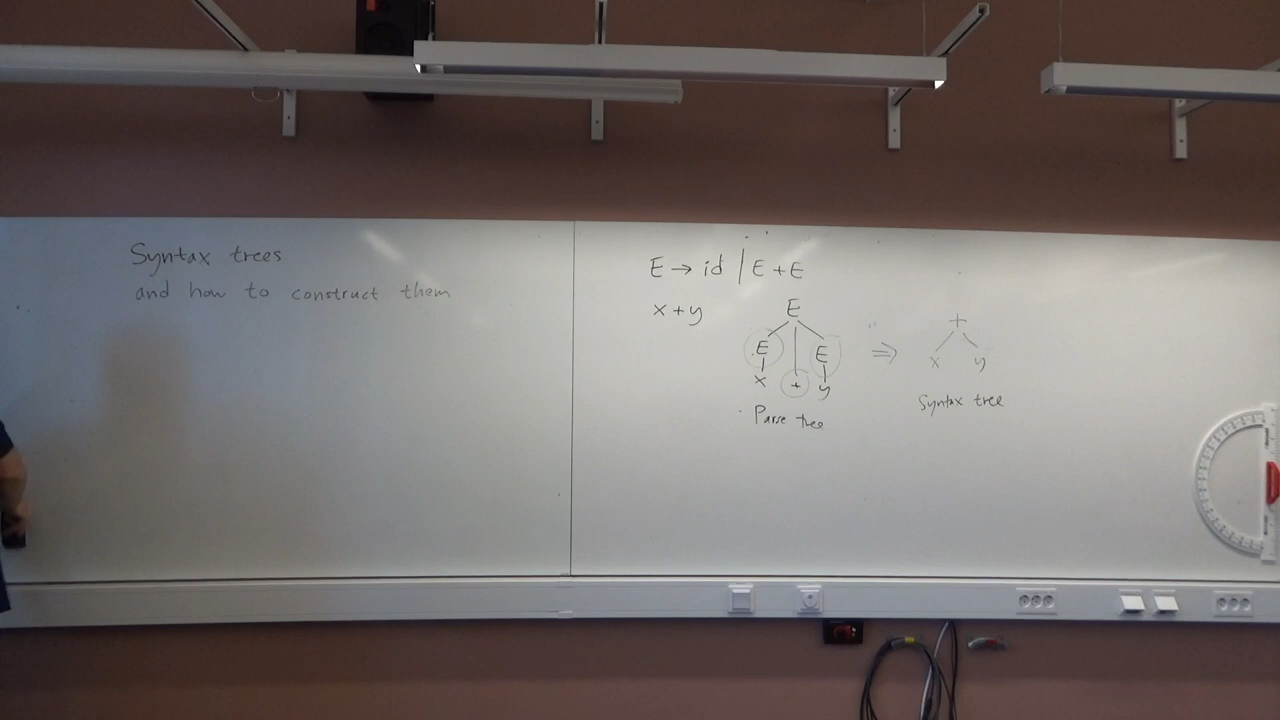 Syntax trees
and how to construct them
E → id | E + E
x + y
E
E E
x + y
Parse tree
⇒
+
x y
Syntax tree